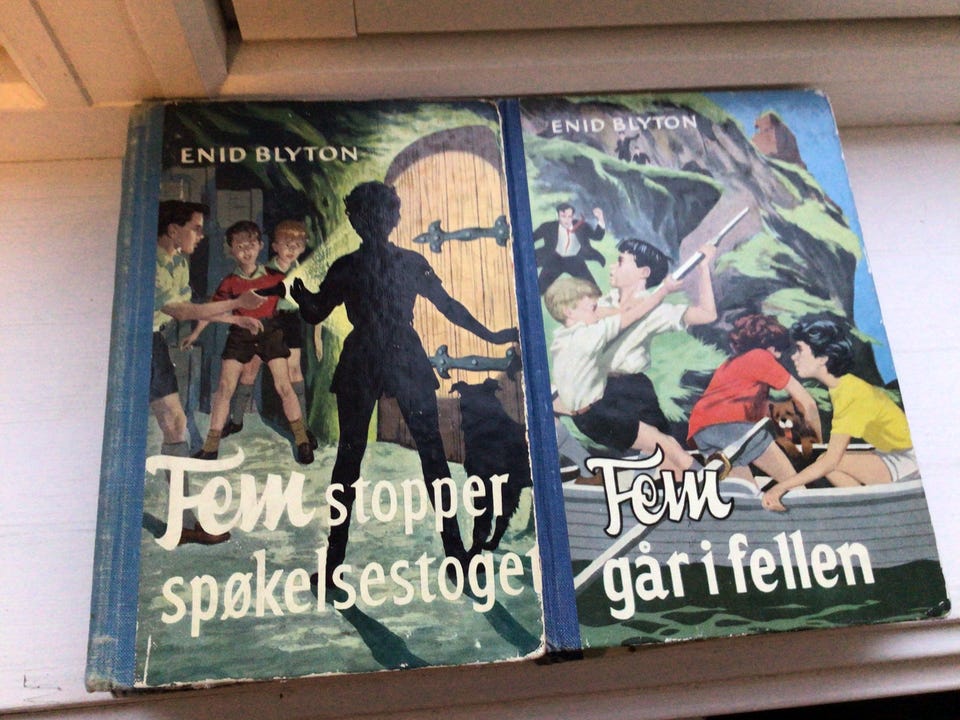 ENID BLYTON
Fem stopper
spøkelsestoget
ENID BLYTON
Fem
går i fellen